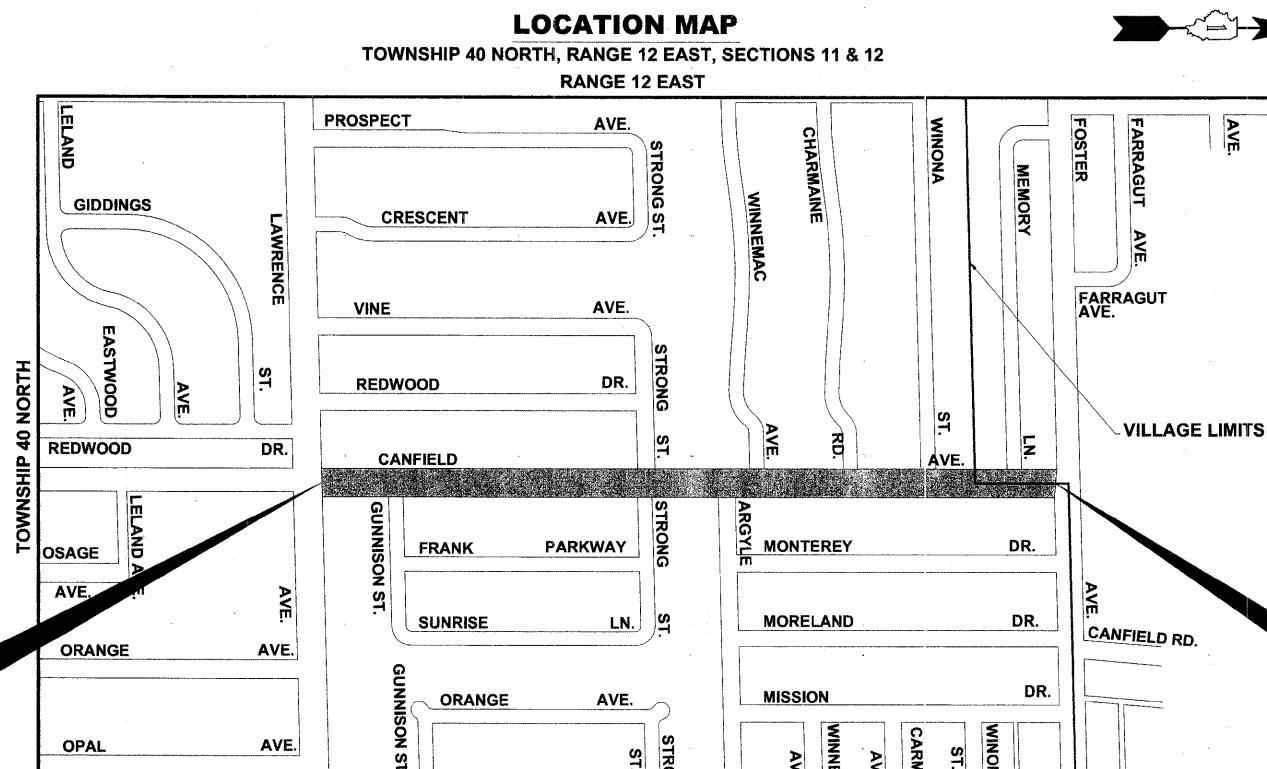 LOCATION MAP
TOWNSHIP 40 NORTH, RANGE 12 EAST, SECTIONS 11 & 12
RANGE 12 EAST
TOWNSHIP 40 NORTH
LELAND
GIDDINGS
LAWRENCE
ST.
EASTWOOD
AVE.
AVE.
REDWOOD DR.
PROSPECT AVE.
STRONG ST.
CRESCENT AVE.
VINE AVE.
STRONG
ST.
REDWOOD DR.
CANFIELD AVE.
WINNEMAC
AVE.
CHARMAINE
RD.
WINONA
ST.
MEMORY
LN.
FOSTER
AVE.
FARRAGUT AVE.
FARRAGUT
AVE.
AVE.
VILLAGE LIMITS
OSAGE
AVE.
LELAND
AVE.
ORANGE AVE.
OPAL AVE.
GUNNISON ST.
FRANK PARKWAY
STRONG
ST.
SUNRISE LN.
GUNNISON ST
ORANGE AVE.
ST
ARGYLE
MONTEREY DR.
MORELAND DR.
MISSION DR.
CANFIELD RD.
ST.